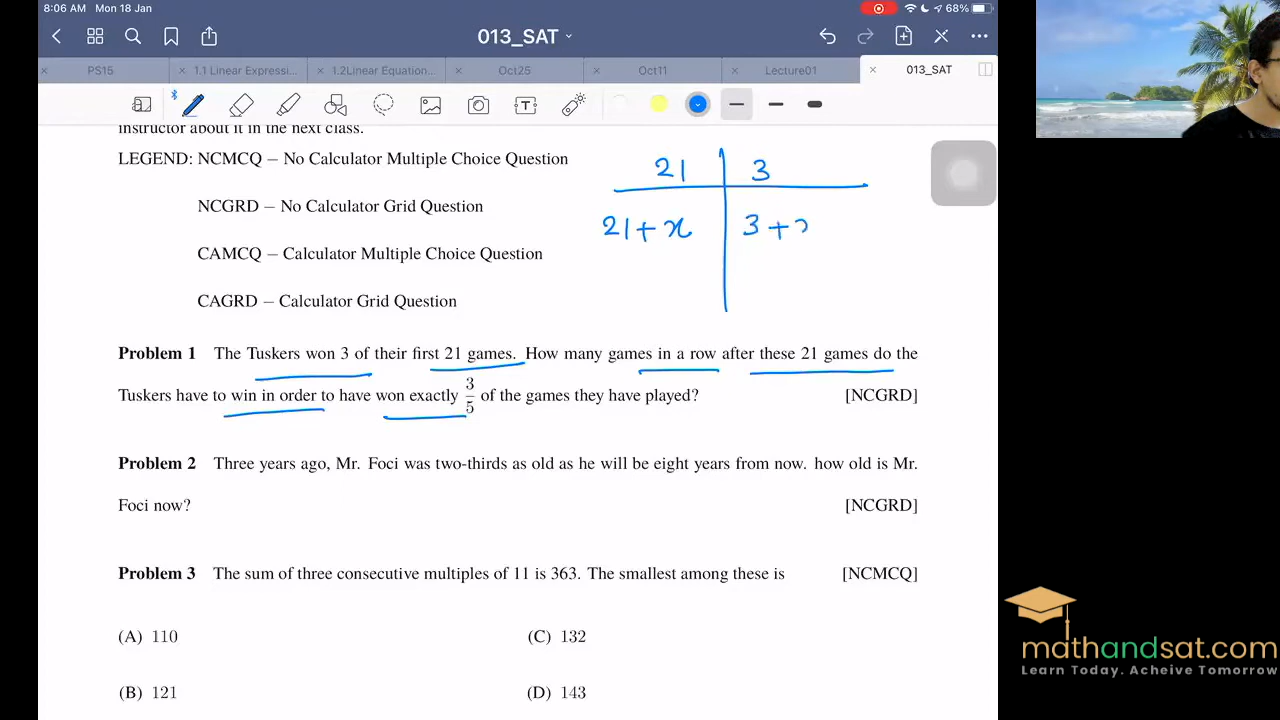 8:06 AM Mon 18 Jan
68%
013_SAT
PS15
1.1 Linear Expressi...
1.2Linear Equation...
Oct25
Oct11
Lecture01
013_SAT
instructor about it in the next class.
LEGEND: NCMCQ – No Calculator Multiple Choice Question
NCGRD – No Calculator Grid Question
CAMCQ – Calculator Multiple Choice Question
CAGRD – Calculator Grid Question
21 3
21+x 3+
Problem 1 The Tuskers won 3 of their first 21 games. How many games in a row after these 21 games do the
Tuskers have to win in order to have won exactly 3/5 of the games they have played? [NCGRD]
Problem 2 Three years ago, Mr. Foci was two-thirds as old as he will be eight years from now. how old is Mr.
Foci now? [NCGRD]
Problem 3 The sum of three consecutive multiples of 11 is 363. The smallest among these is [NCMCQ]
(A) 110 (C) 132
(B) 121 (D) 143
mathandsat.com
Learn Today. Acheive Tomorrow